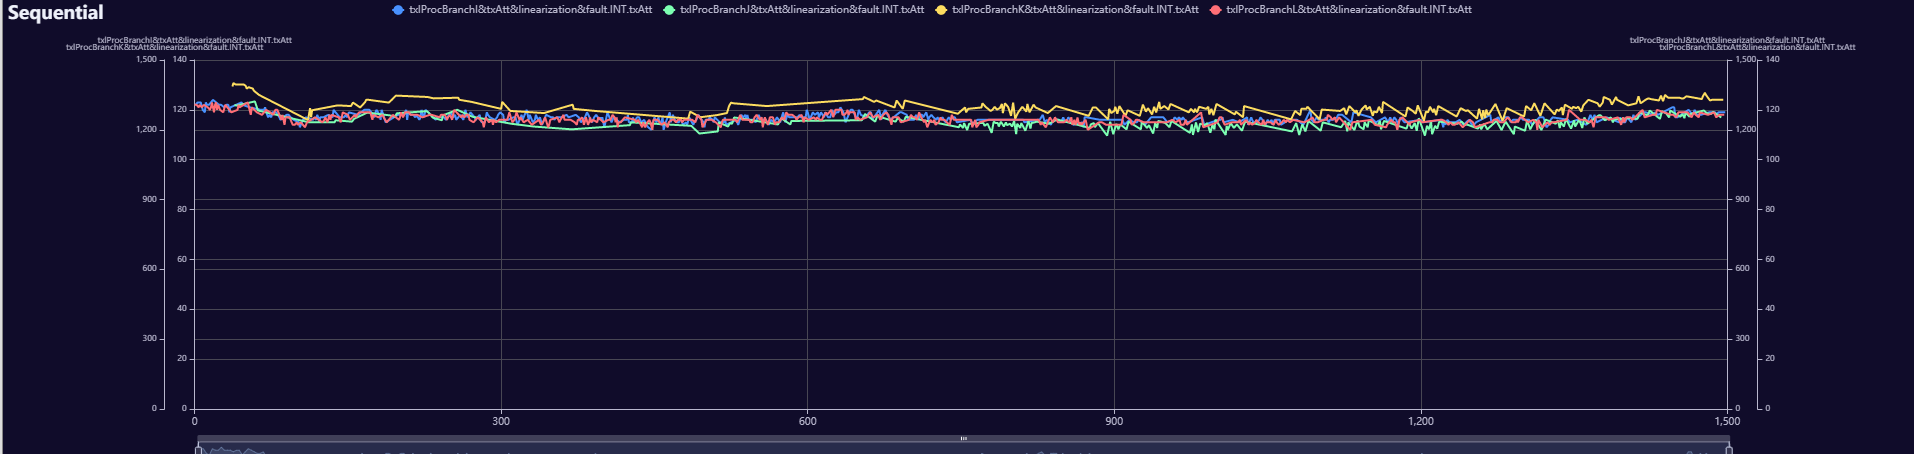 Sequential
txlProcBranchI&txAtt&linearization&fault.INT.txAtt txlProcBranchJ&txAtt&linearization&fault.INT.txAtt txlProcBranchK&txAtt&linearization&fault.INT.txAtt txlProcBranchL&txAtt&linearization&fault.INT.txAtt
txlProcBranchI&txAtt&linearization&fault.INT.txAtt txlProcBranchJ&txAtt&linearization&fault.INT.txAtt
txlProcBranchK&txAtt&linearization&fault.INT.txAtt txlProcBranchL&txAtt&linearization&fault.INT.txAtt
1,500 140 1,500 140
120 120
1,200 1,200
100 100
900 900
80 80
60 60
600 600
40 40
300 300
20 20
0 0 0 0
0 300 600 900 1,200 1,500